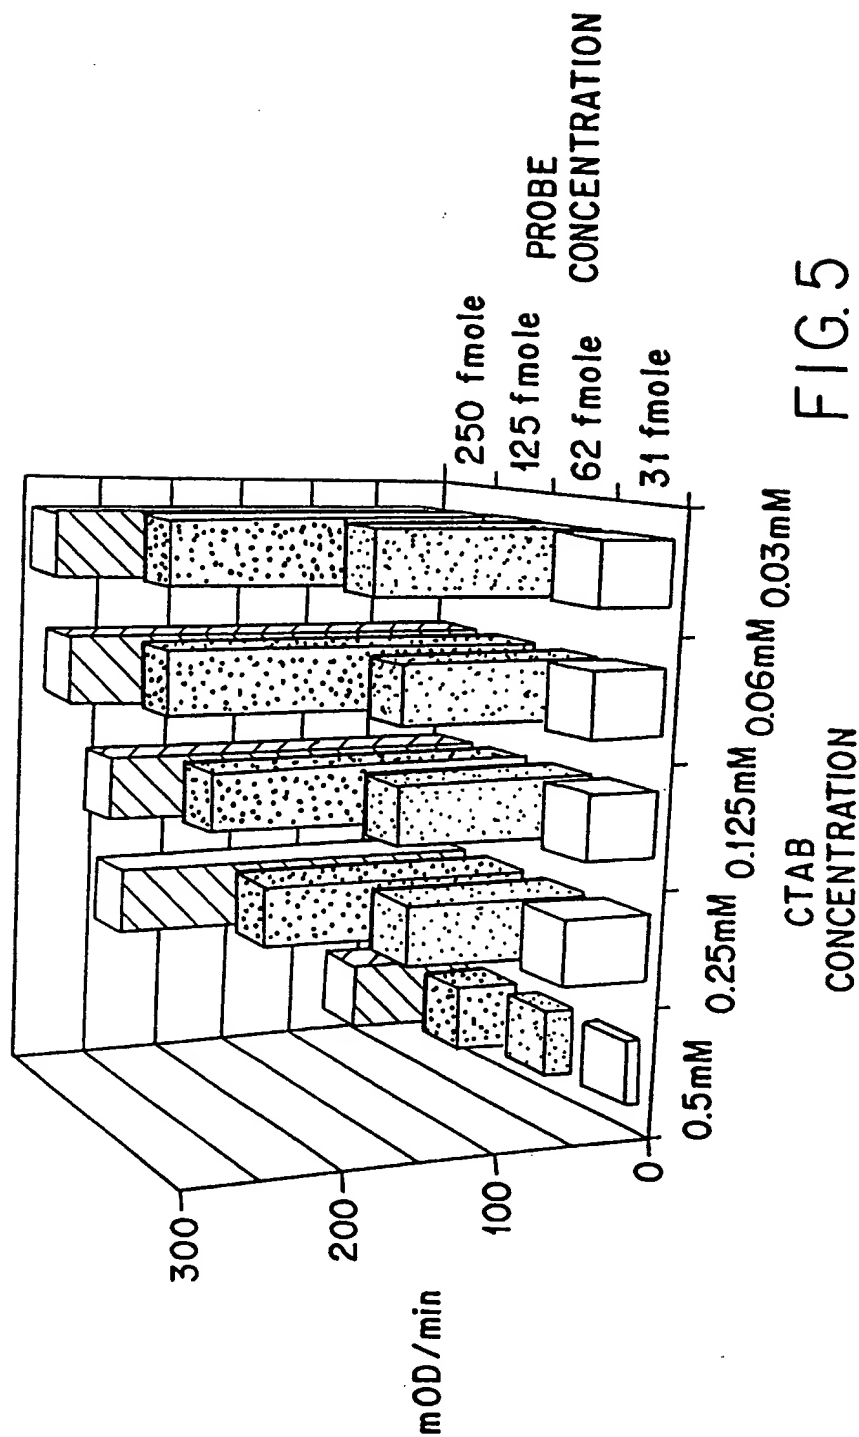 mOD/min
300
200
100
0
0.5mM
0.25mM
0.125mM
0.06mM
0.03mM
CTAB
CONCENTRATION
250 fmole
125 fmole
62 fmole
31 fmole
PROBE
CONCENTRATION
FIG. 5